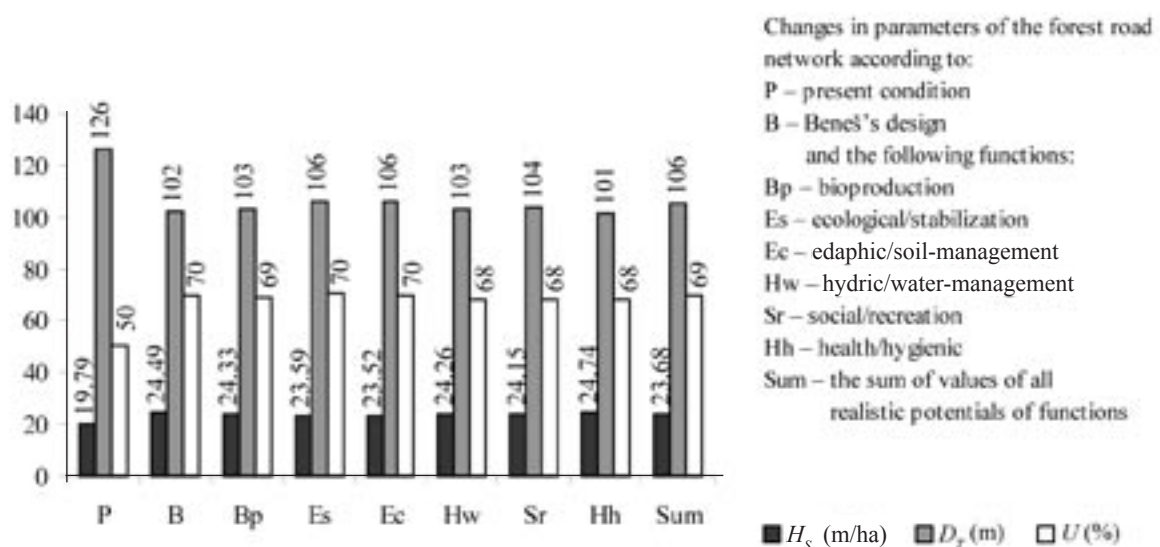 Changes in parameters of the forest road
network according to:
P – present condition
B – Beneš's design
and the following functions:
Bp – bioproduction
Es – ecological/stabilization
Ec – edaphic/soil-management
Hw – hydric/water-management
Sr – social/recreation
Hh – health/hygienic
Sum – the sum of values of all
realistic potentials of functions
140
120
100
80
60
40
20
0
19.79 126 50
24.49 102 70
24.33 103 69
23.59 106 70
23.52 106 70
24.26 103 68
24.15 104 68
24.74 101 68
23.68 106 69
P B Bp Es Ec Hw Sr Hh Sum
H_s (m/ha) D_r (m) U (%)